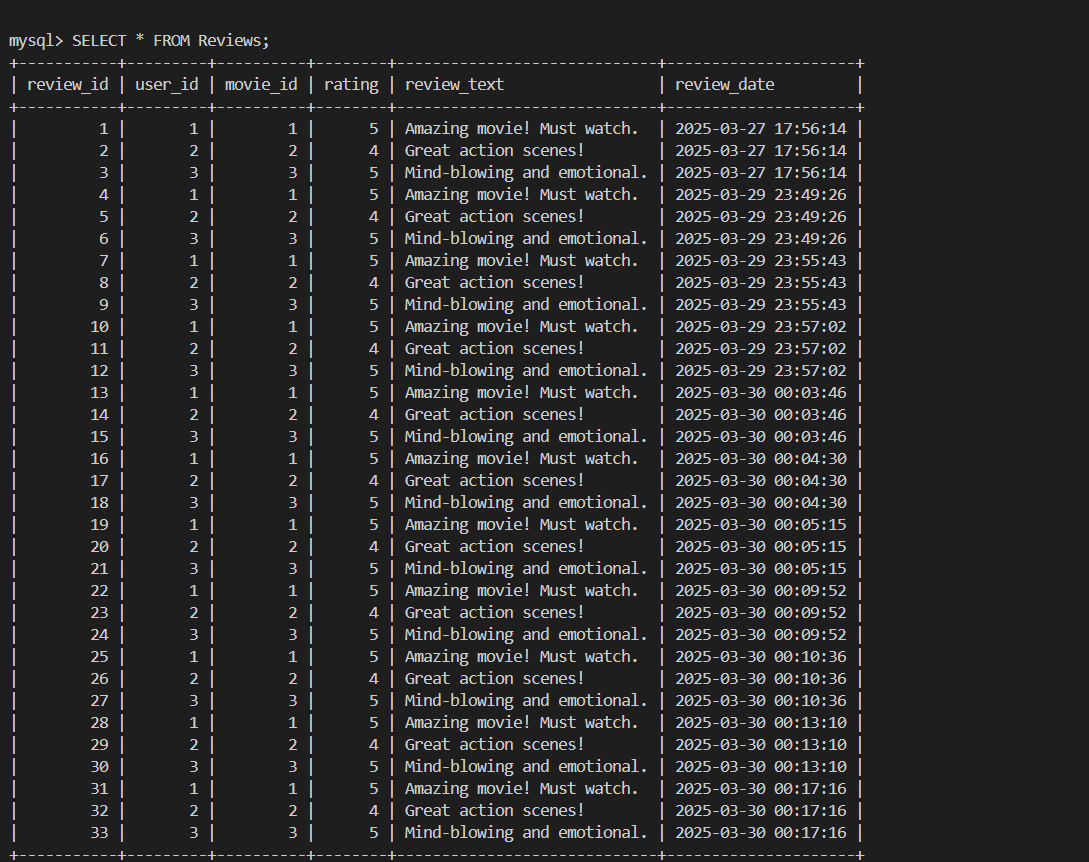 mysql> SELECT * FROM Reviews;
+-----------+---------+----------+--------+-----------------------------+---------------------+
| review_id | user_id | movie_id | rating | review_text                 | review_date         |
+-----------+---------+----------+--------+-----------------------------+---------------------+
|         1 |       1 |        1 |      5 | Amazing movie! Must watch.  | 2025-03-27 17:56:14 |
|         2 |       2 |        2 |      4 | Great action scenes!        | 2025-03-27 17:56:14 |
|         3 |       3 |        3 |      5 | Mind-blowing and emotional. | 2025-03-27 17:56:14 |
|         4 |       1 |        1 |      5 | Amazing movie! Must watch.  | 2025-03-29 23:49:26 |
|         5 |       2 |        2 |      4 | Great action scenes!        | 2025-03-29 23:49:26 |
|         6 |       3 |        3 |      5 | Mind-blowing and emotional. | 2025-03-29 23:49:26 |
|         7 |       1 |        1 |      5 | Amazing movie! Must watch.  | 2025-03-29 23:55:43 |
|         8 |       2 |        2 |      4 | Great action scenes!        | 2025-03-29 23:55:43 |
|         9 |       3 |        3 |      5 | Mind-blowing and emotional. | 2025-03-29 23:55:43 |
|        10 |       1 |        1 |      5 | Amazing movie! Must watch.  | 2025-03-29 23:57:02 |
|        11 |       2 |        2 |      4 | Great action scenes!        | 2025-03-29 23:57:02 |
|        12 |       3 |        3 |      5 | Mind-blowing and emotional. | 2025-03-29 23:57:02 |
|        13 |       1 |        1 |      5 | Amazing movie! Must watch.  | 2025-03-30 00:03:46 |
|        14 |       2 |        2 |      4 | Great action scenes!        | 2025-03-30 00:03:46 |
|        15 |       3 |        3 |      5 | Mind-blowing and emotional. | 2025-03-30 00:03:46 |
|        16 |       1 |        1 |      5 | Amazing movie! Must watch.  | 2025-03-30 00:04:30 |
|        17 |       2 |        2 |      4 | Great action scenes!        | 2025-03-30 00:04:30 |
|        18 |       3 |        3 |      5 | Mind-blowing and emotional. | 2025-03-30 00:04:30 |
|        19 |       1 |        1 |      5 | Amazing movie! Must watch.  | 2025-03-30 00:05:15 |
|        20 |       2 |        2 |      4 | Great action scenes!        | 2025-03-30 00:05:15 |
|        21 |       3 |        3 |      5 | Mind-blowing and emotional. | 2025-03-30 00:05:15 |
|        22 |       1 |        1 |      5 | Amazing movie! Must watch.  | 2025-03-30 00:09:52 |
|        23 |       2 |        2 |      4 | Great action scenes!        | 2025-03-30 00:09:52 |
|        24 |       3 |        3 |      5 | Mind-blowing and emotional. | 2025-03-30 00:09:52 |
|        25 |       1 |        1 |      5 | Amazing movie! Must watch.  | 2025-03-30 00:10:36 |
|        26 |       2 |        2 |      4 | Great action scenes!        | 2025-03-30 00:10:36 |
|        27 |       3 |        3 |      5 | Mind-blowing and emotional. | 2025-03-30 00:10:36 |
|        28 |       1 |        1 |      5 | Amazing movie! Must watch.  | 2025-03-30 00:13:10 |
|        29 |       2 |        2 |      4 | Great action scenes!        | 2025-03-30 00:13:10 |
|        30 |       3 |        3 |      5 | Mind-blowing and emotional. | 2025-03-30 00:13:10 |
|        31 |       1 |        1 |      5 | Amazing movie! Must watch.  | 2025-03-30 00:17:16 |
|        32 |       2 |        2 |      4 | Great action scenes!        | 2025-03-30 00:17:16 |
|        33 |       3 |        3 |      5 | Mind-blowing and emotional. | 2025-03-30 00:17:16 |
+-----------+---------+----------+--------+-----------------------------+---------------------+